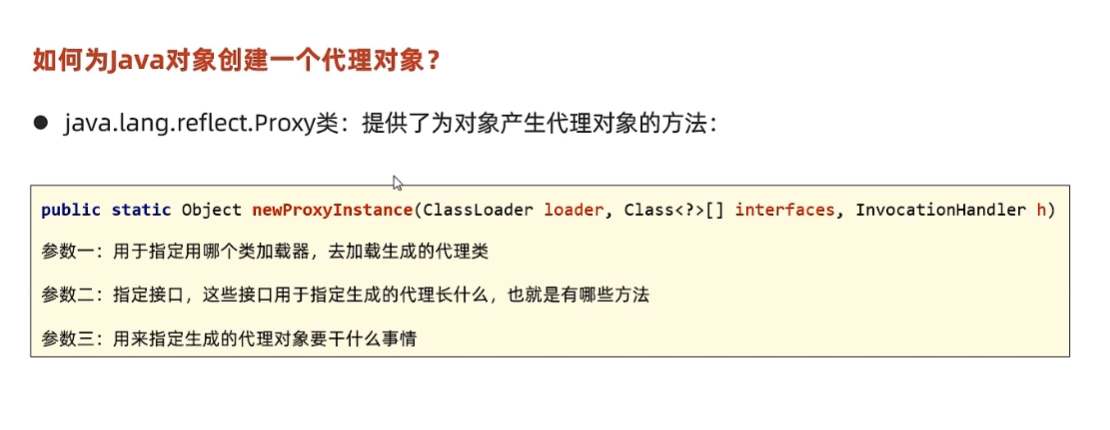 如何为Java对象创建一个代理对象？
● java.lang.reflect.Proxy类：提供了为对象产生代理对象的方法：
public static Object newProxyInstance(ClassLoader loader, Class<?>[] interfaces, InvocationHandler h)
参数一：用于指定用哪个类加载器，去加载生成的代理类
参数二：指定接口，这些接口用于指定生成的代理长什么，也就是有哪些方法
参数三：用来指定生成的代理对象要干什么事情